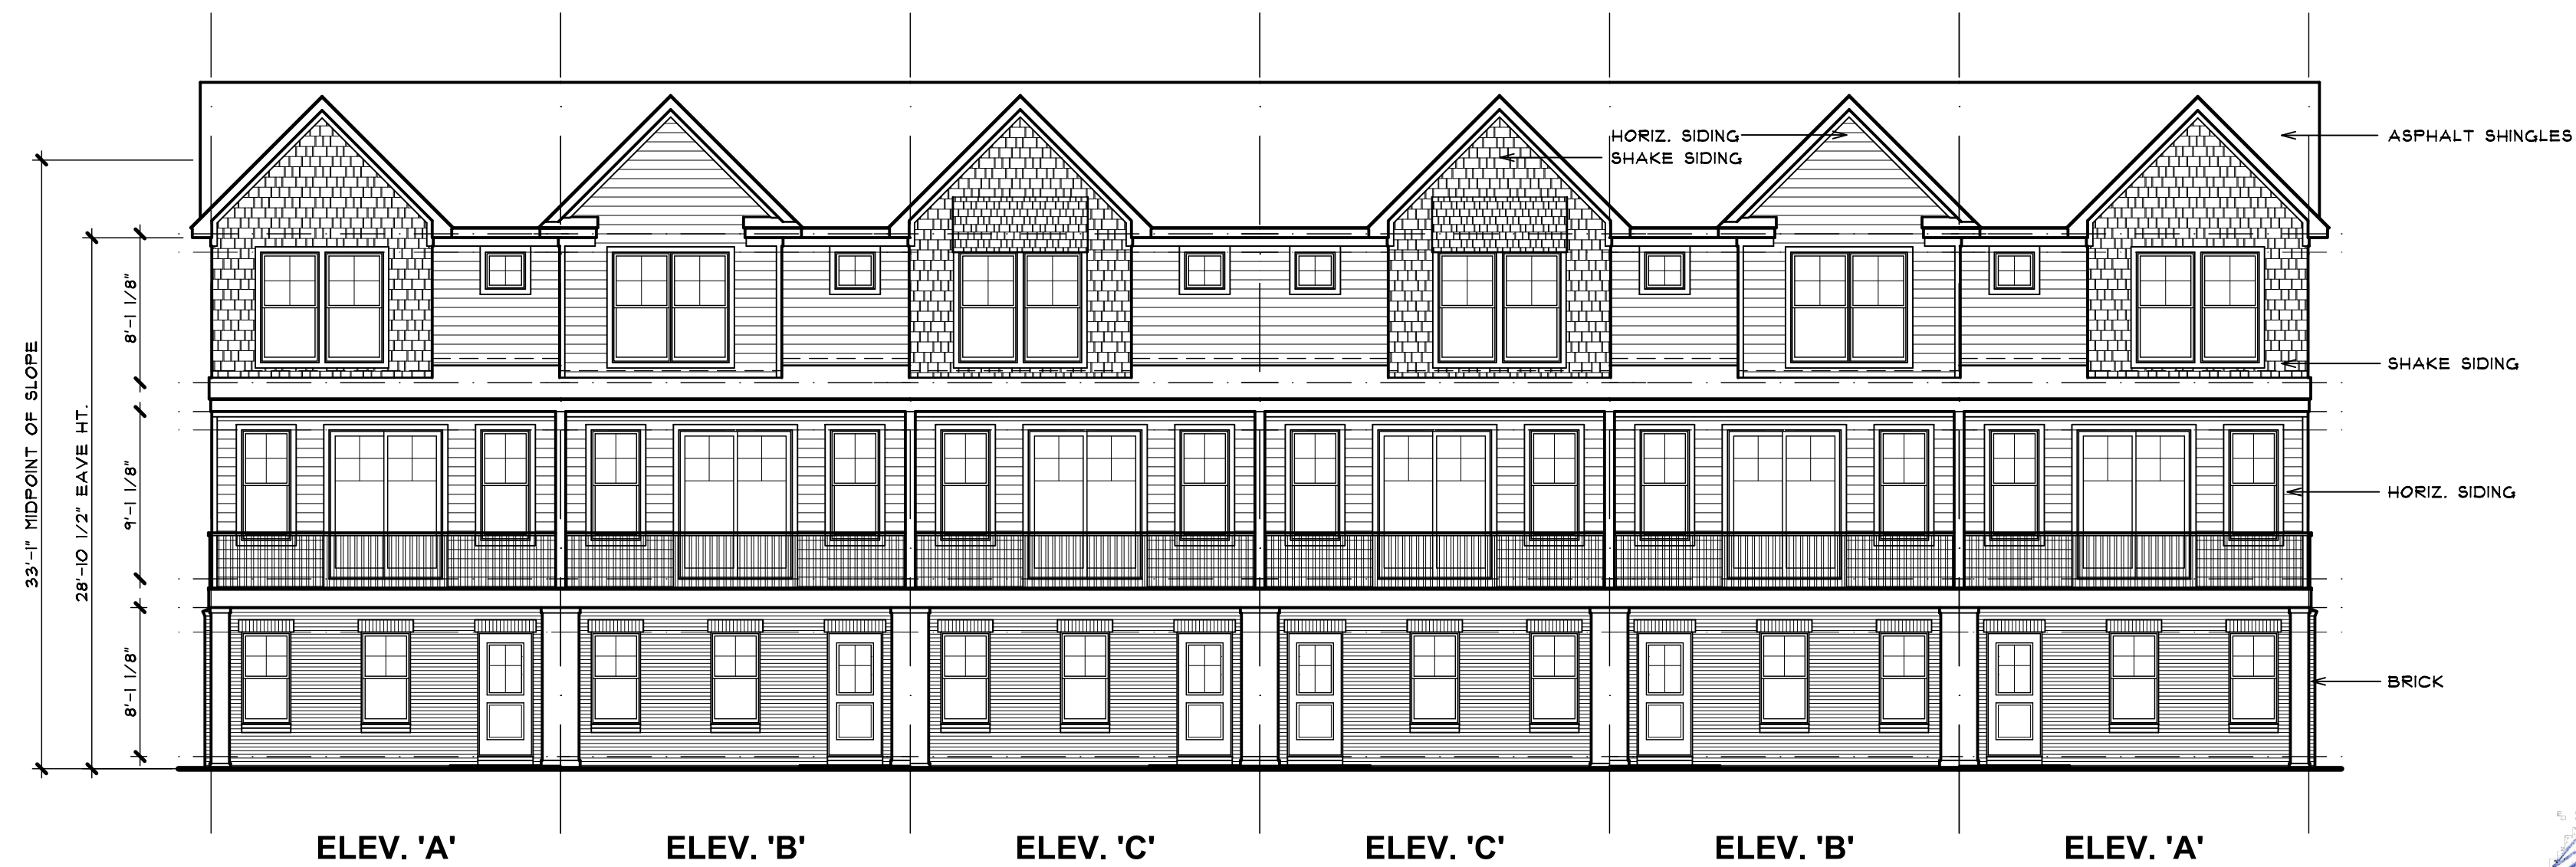 HORIZ. SIDING
SHAKE SIDING
ASPHALT SHINGLES
33'-1" MIDPOINT OF SLOPE
28'-10 1/2" EAVE HT.
8'-1 1/8"
9'-1 1/8"
8'-1 1/8"
SHAKE SIDING
HORIZ. SIDING
BRICK
ELEV. 'A'
ELEV. 'B'
ELEV. 'C'
ELEV. 'C'
ELEV. 'B'
ELEV. 'A'